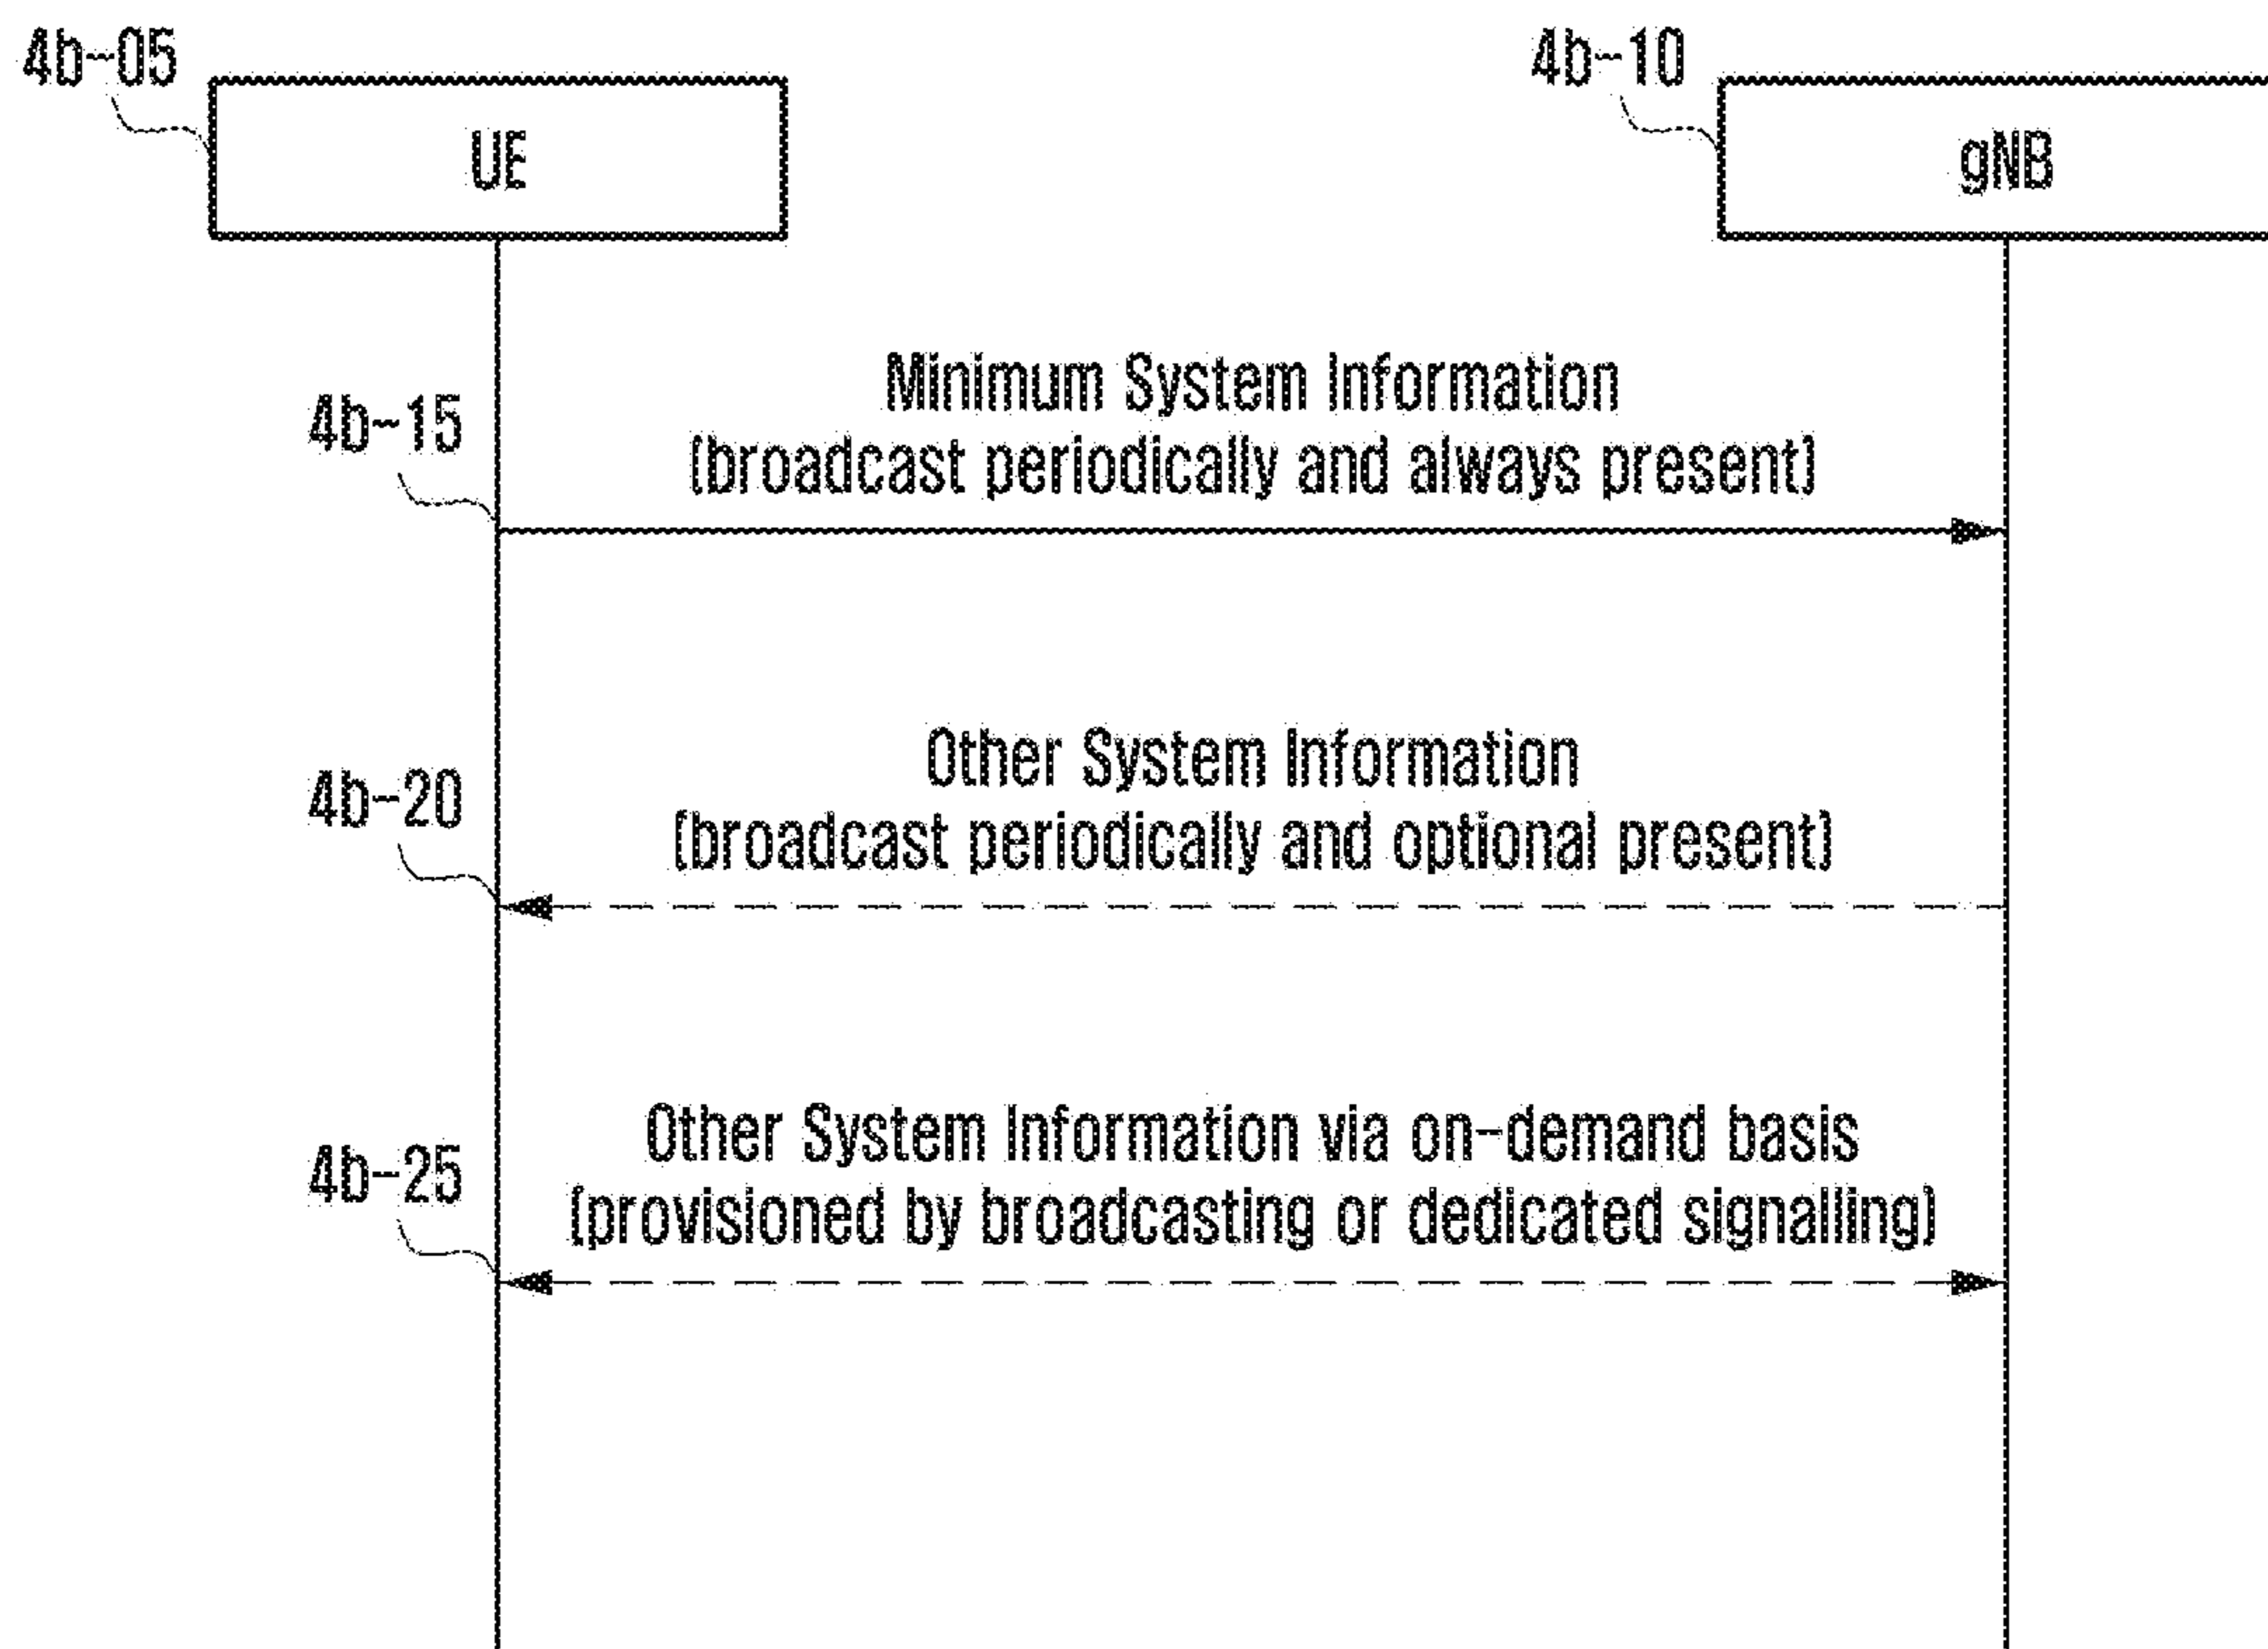 4b-05
UE
4b-10
gNB
4b-15
Minimum System Information
(broadcast periodically and always present)
4b-20
Other System Information
(broadcast periodically and optional present)
4b-25
Other System Information via on-demand basis
(provisioned by broadcasting or dedicated signalling)